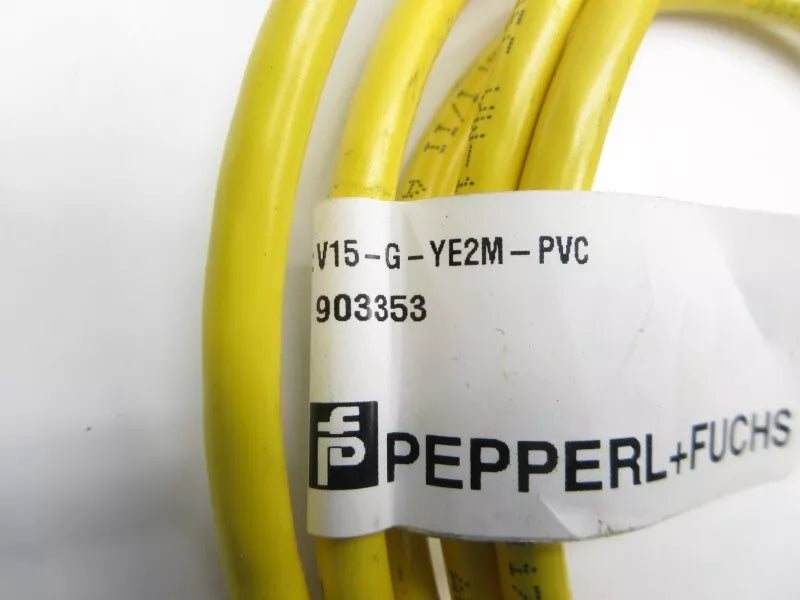 V15-G-YE2M-PVC
903353
PEPPERL+FUCHS